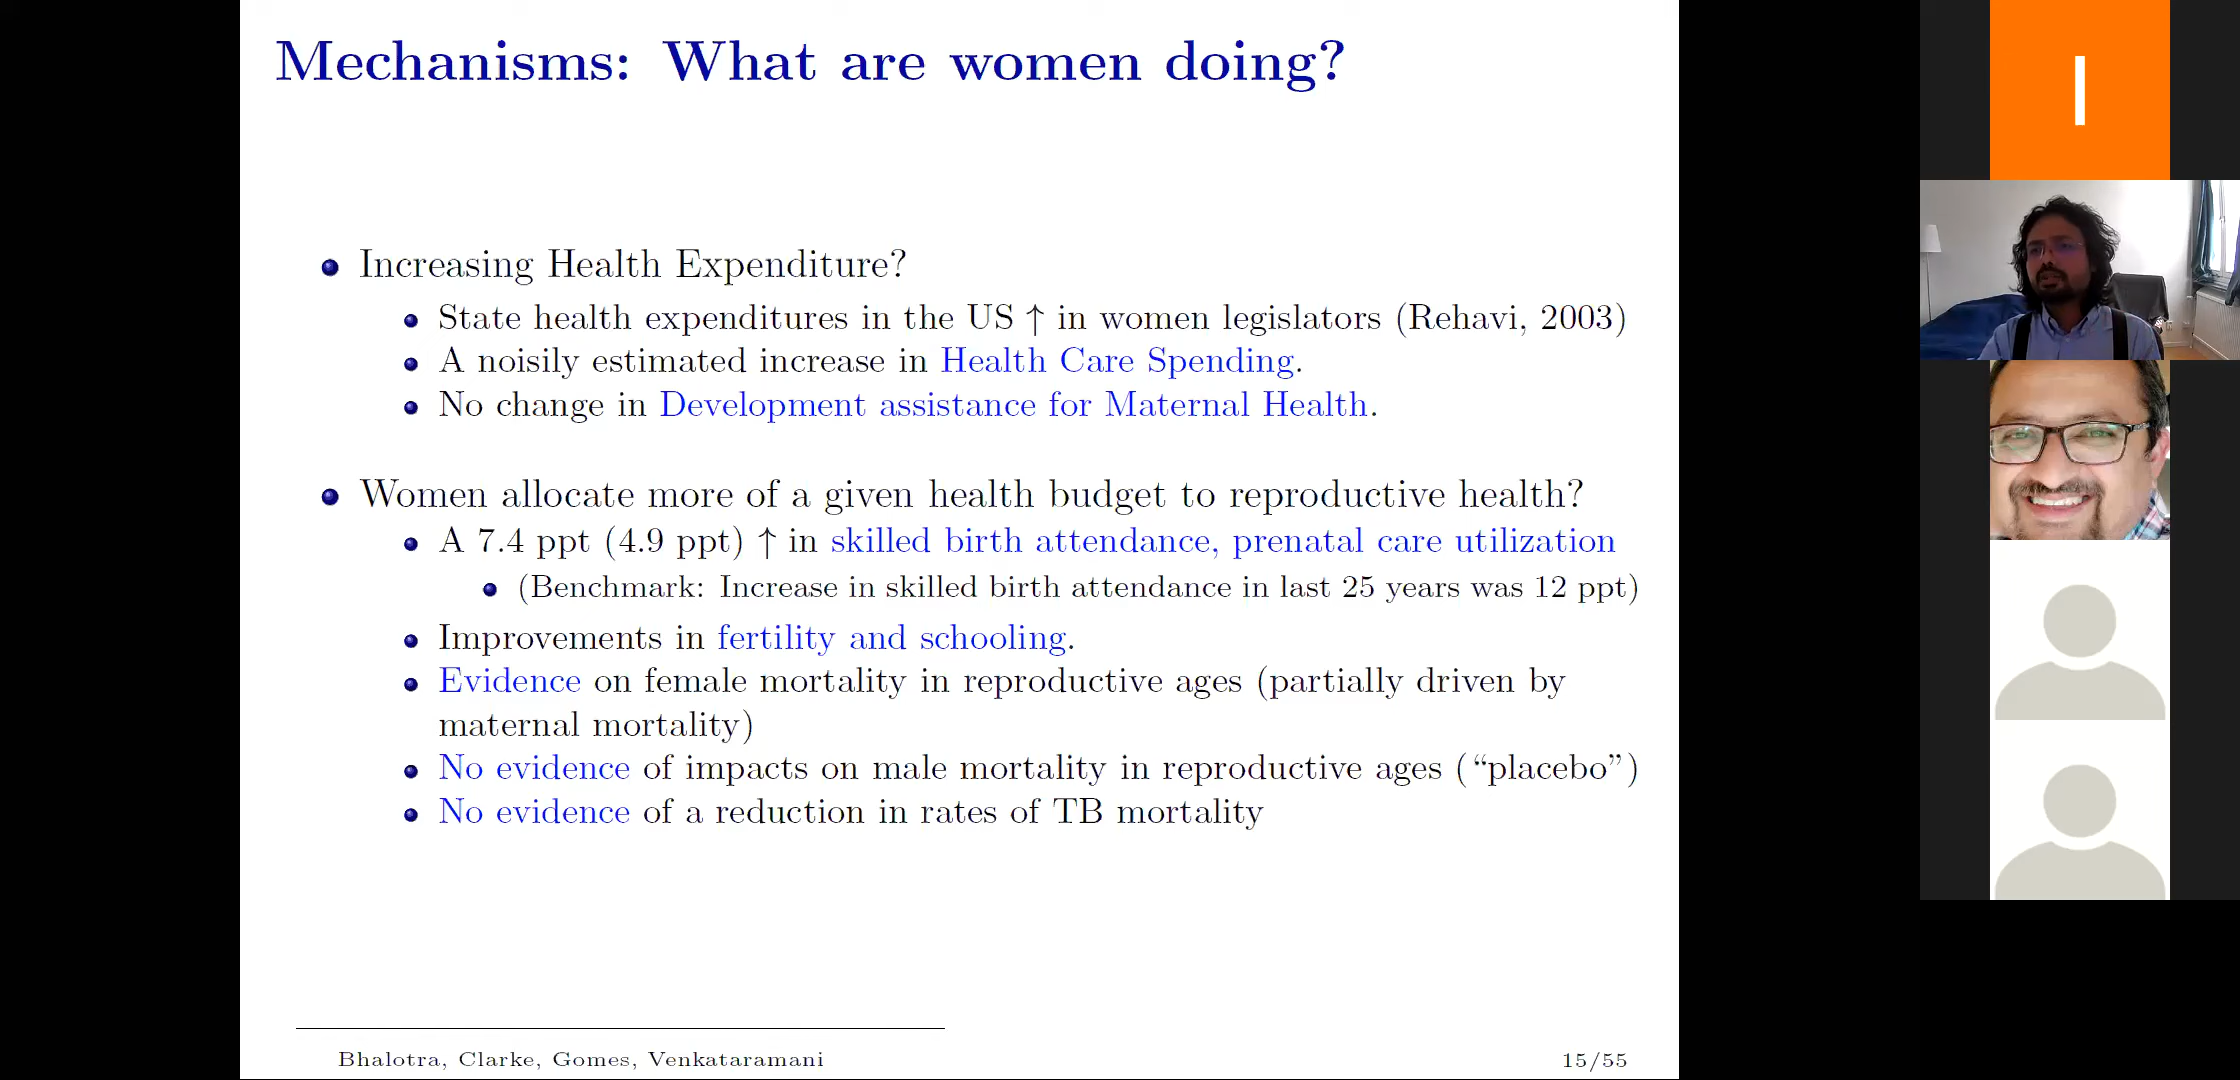 Mechanisms: What are women doing?
Increasing Health Expenditure?
State health expenditures in the US ↑ in women legislators (Rehavi, 2003)
A noisily estimated increase in Health Care Spending.
No change in Development assistance for Maternal Health.
Women allocate more of a given health budget to reproductive health?
A 7.4 ppt (4.9 ppt) ↑ in skilled birth attendance, prenatal care utilization
(Benchmark: Increase in skilled birth attendance in last 25 years was 12 ppt)
Improvements in fertility and schooling.
Evidence on female mortality in reproductive ages (partially driven by
maternal mortality)
No evidence of impacts on male mortality in reproductive ages (“placebo”)
No evidence of a reduction in rates of TB mortality
Bhalotra, Clarke, Gomes, Venkataramani
15/55
I